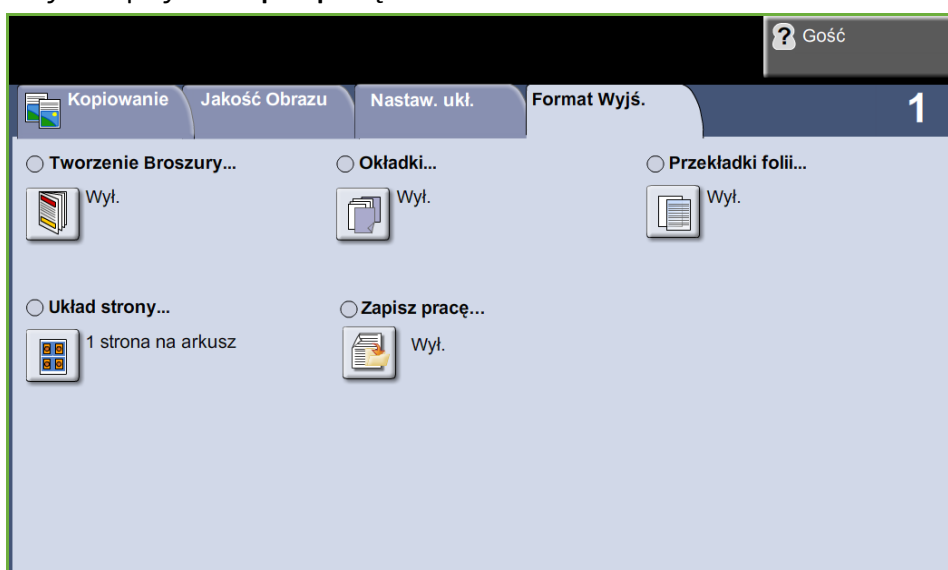 ? Gość
Kopiowanie Jakość Obrazu Nastaw. ukł. Format Wyjś. 1
Tworzenie Broszury... Okładki... Przekładki folii...
Wył. Wył. Wył.
Układ strony... Zapisz pracę...
1 strona na arkusz Wył.